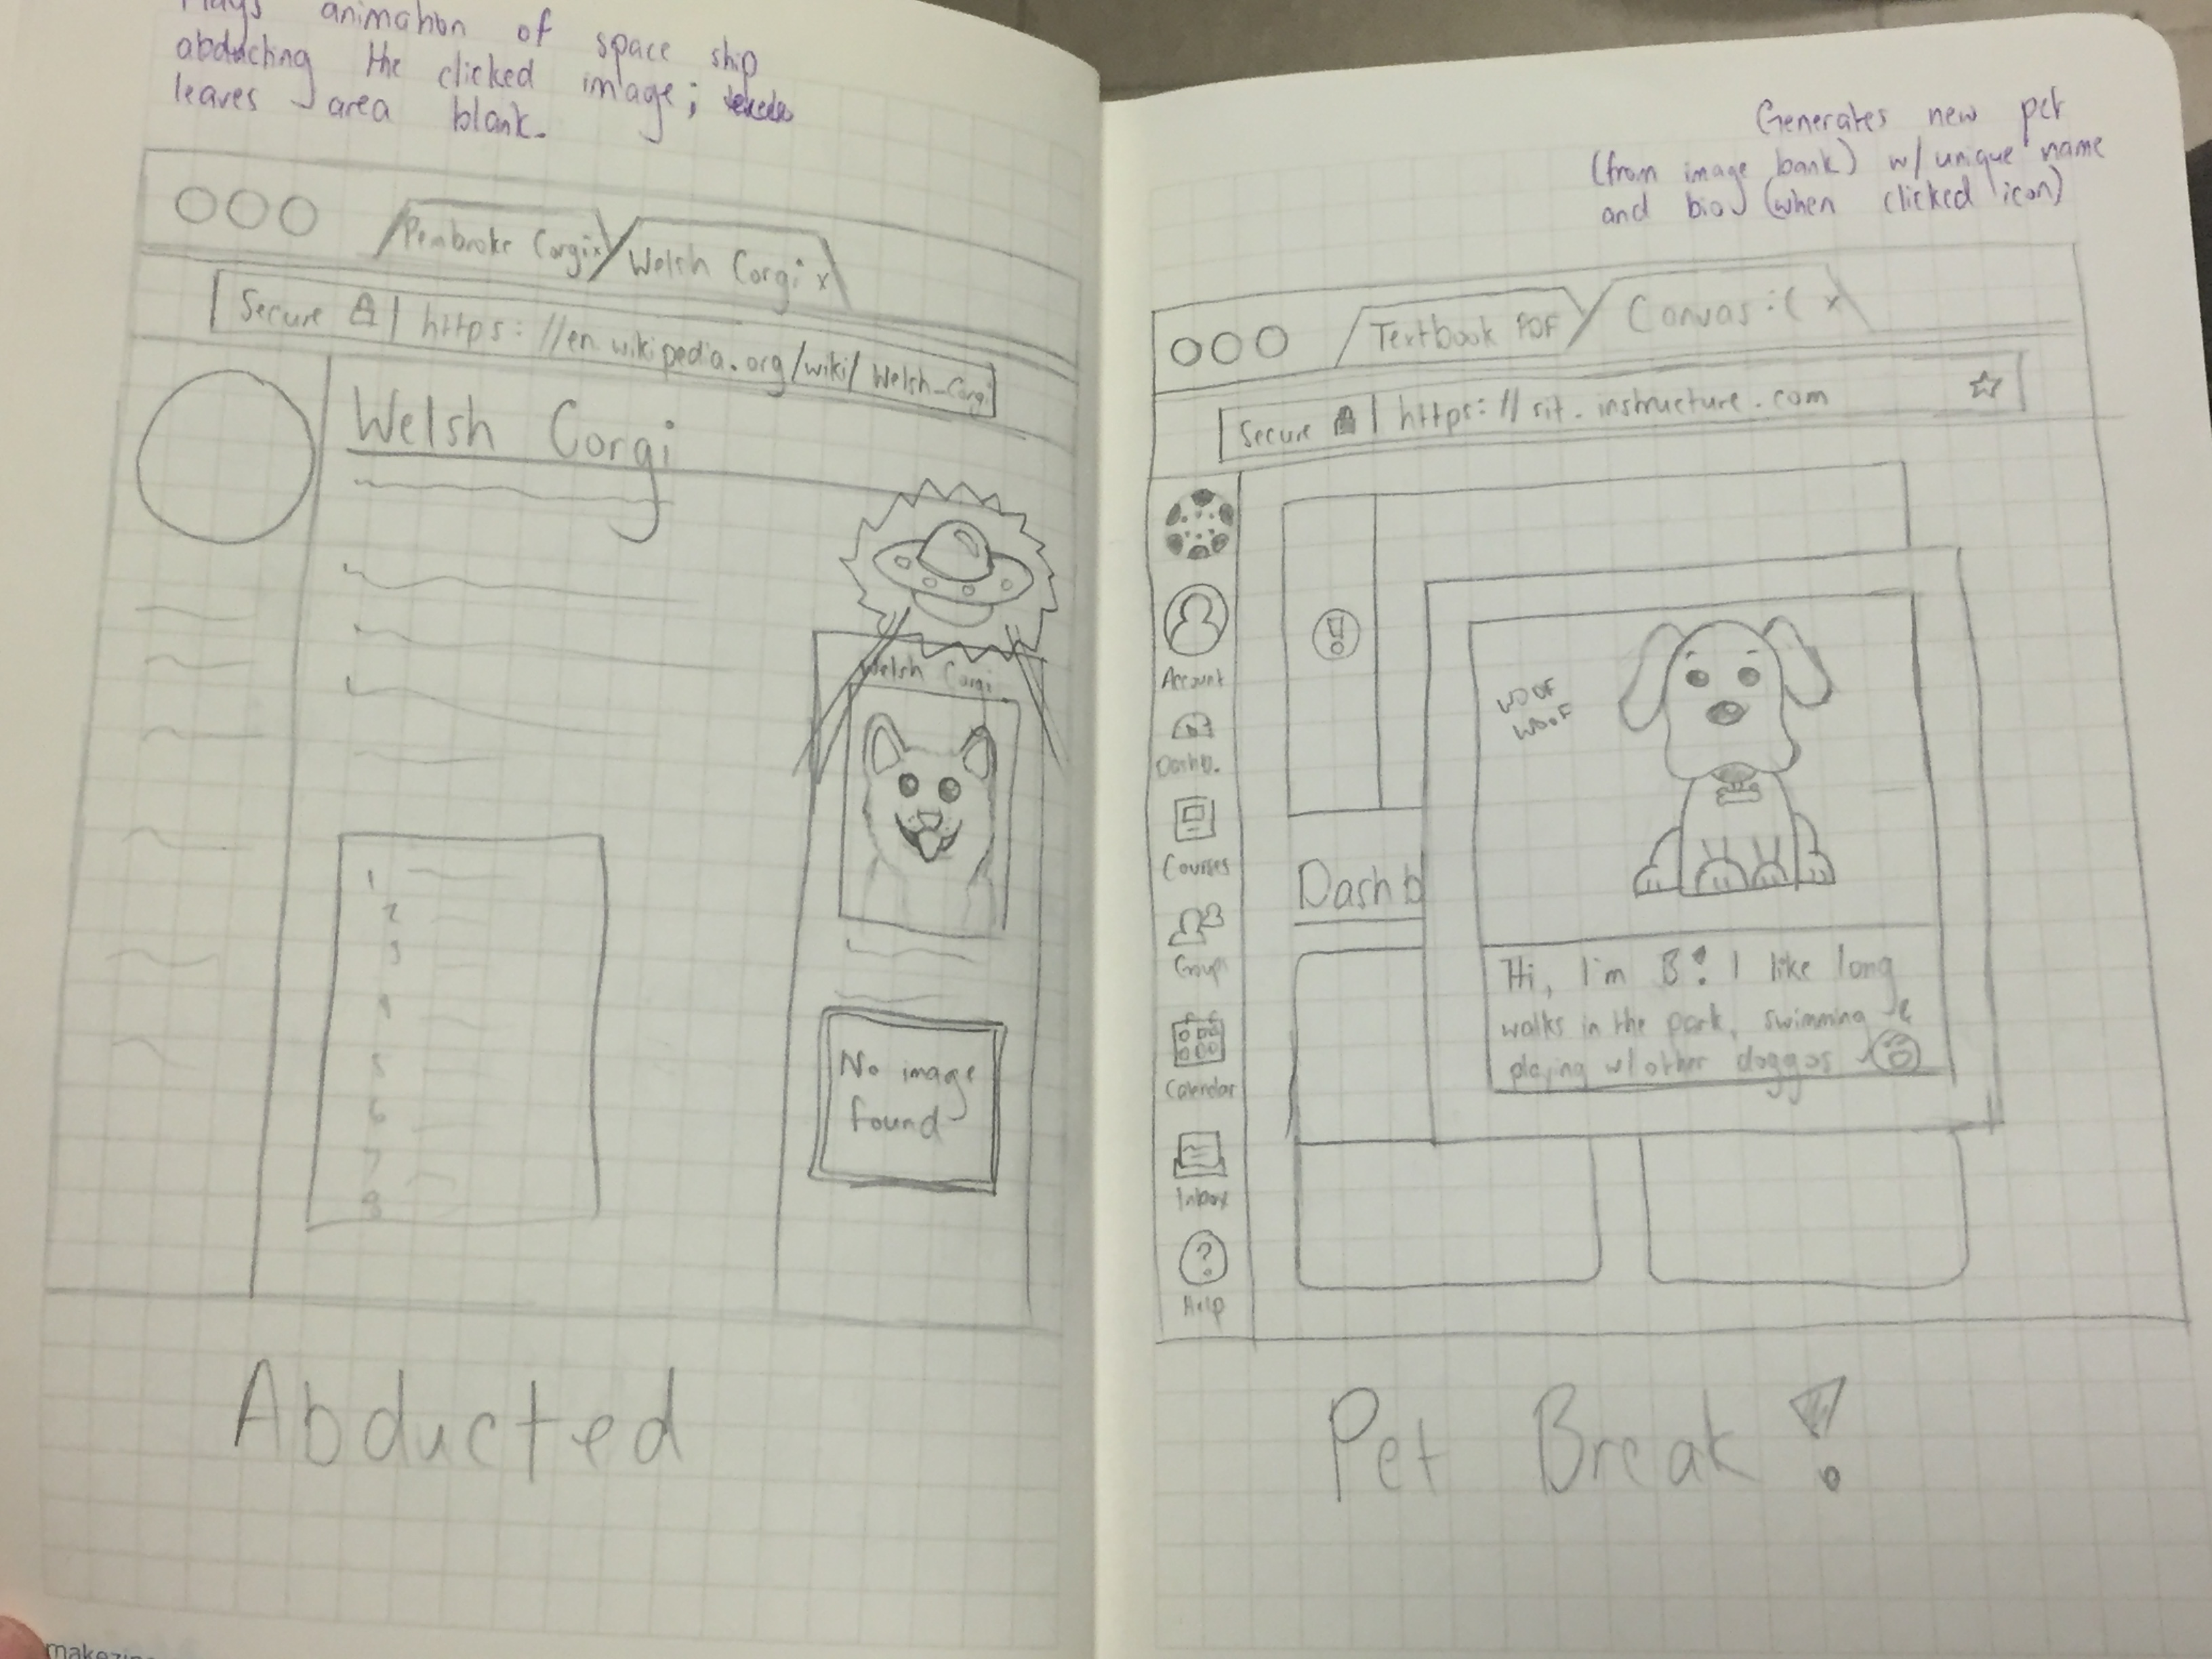 Plays animation of space ship
abducting the clicked image;
leaves area blank.
Pembroke Corgi x
Welsh Corgi x
Secure | https://en.wikipedia.org/wiki/Welsh_Corgi
Welsh Corgi
Welsh Corgi
1
2
3
4
5
6
7
8
No image
found
Abducted
Generates new pet
(from image bank) w/ unique name
and bio (when clicked icon)
Textbook PDF
Canvas :( x
Secure | https://sit.instructure.com
Account
Dashb.
Courses
Groups
Calendar
Inbox
Help
Dashb
WOOF
WOOF
Hi, I'm B! I like long
walks in the park, swimming &
playing w/ other doggos
Pet Break!